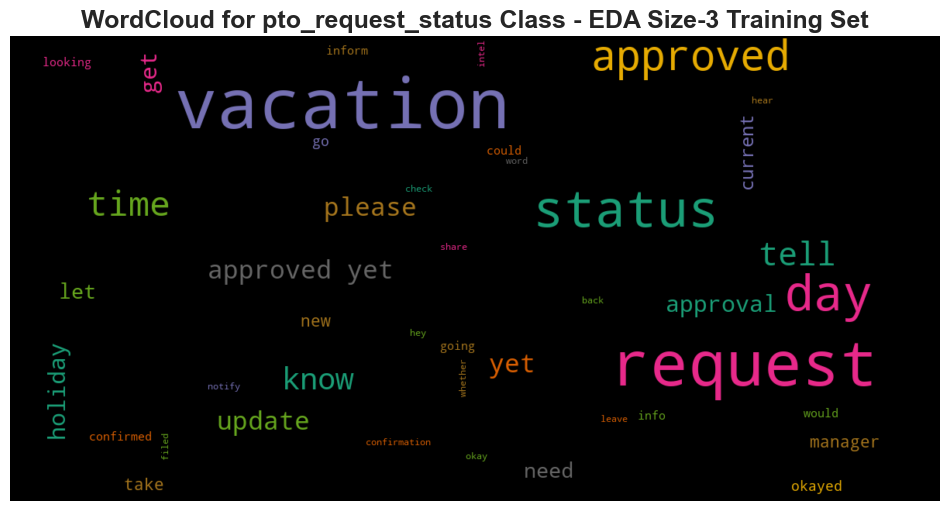 WordCloud for pto_request_status Class - EDA Size-3 Training Set
looking
get
inform
intel
approved
vacation
hear
go
could
word
current
time
please
check
status
share
tell
approved yet
let
back
approval
day
new
hey
going
yet
request
holiday
know
whether
notify
update
leave
info
would
confirmed
filed
confirmation
manager
okay
need
take
okayed